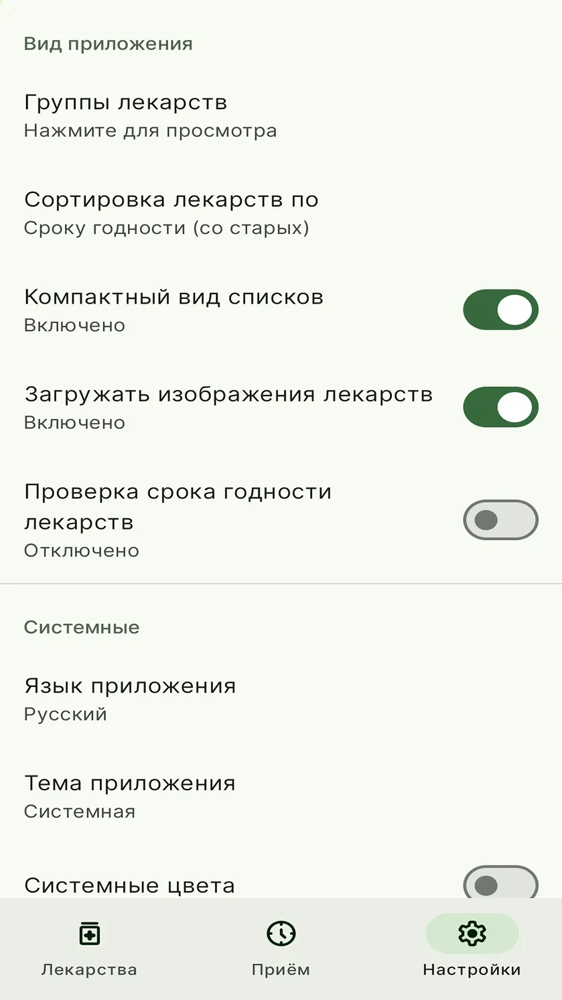 Вид приложения
Группы лекарств
Нажмите для просмотра
Сортировка лекарств по
Сроку годности (со старых)
Компактный вид списков
Включено
Загружать изображения лекарств
Включено
Проверка срока годности
лекарств
Отключено
Системные
Язык приложения
Русский
Тема приложения
Системная
Системные цвета
Лекарства
Приём
Настройки